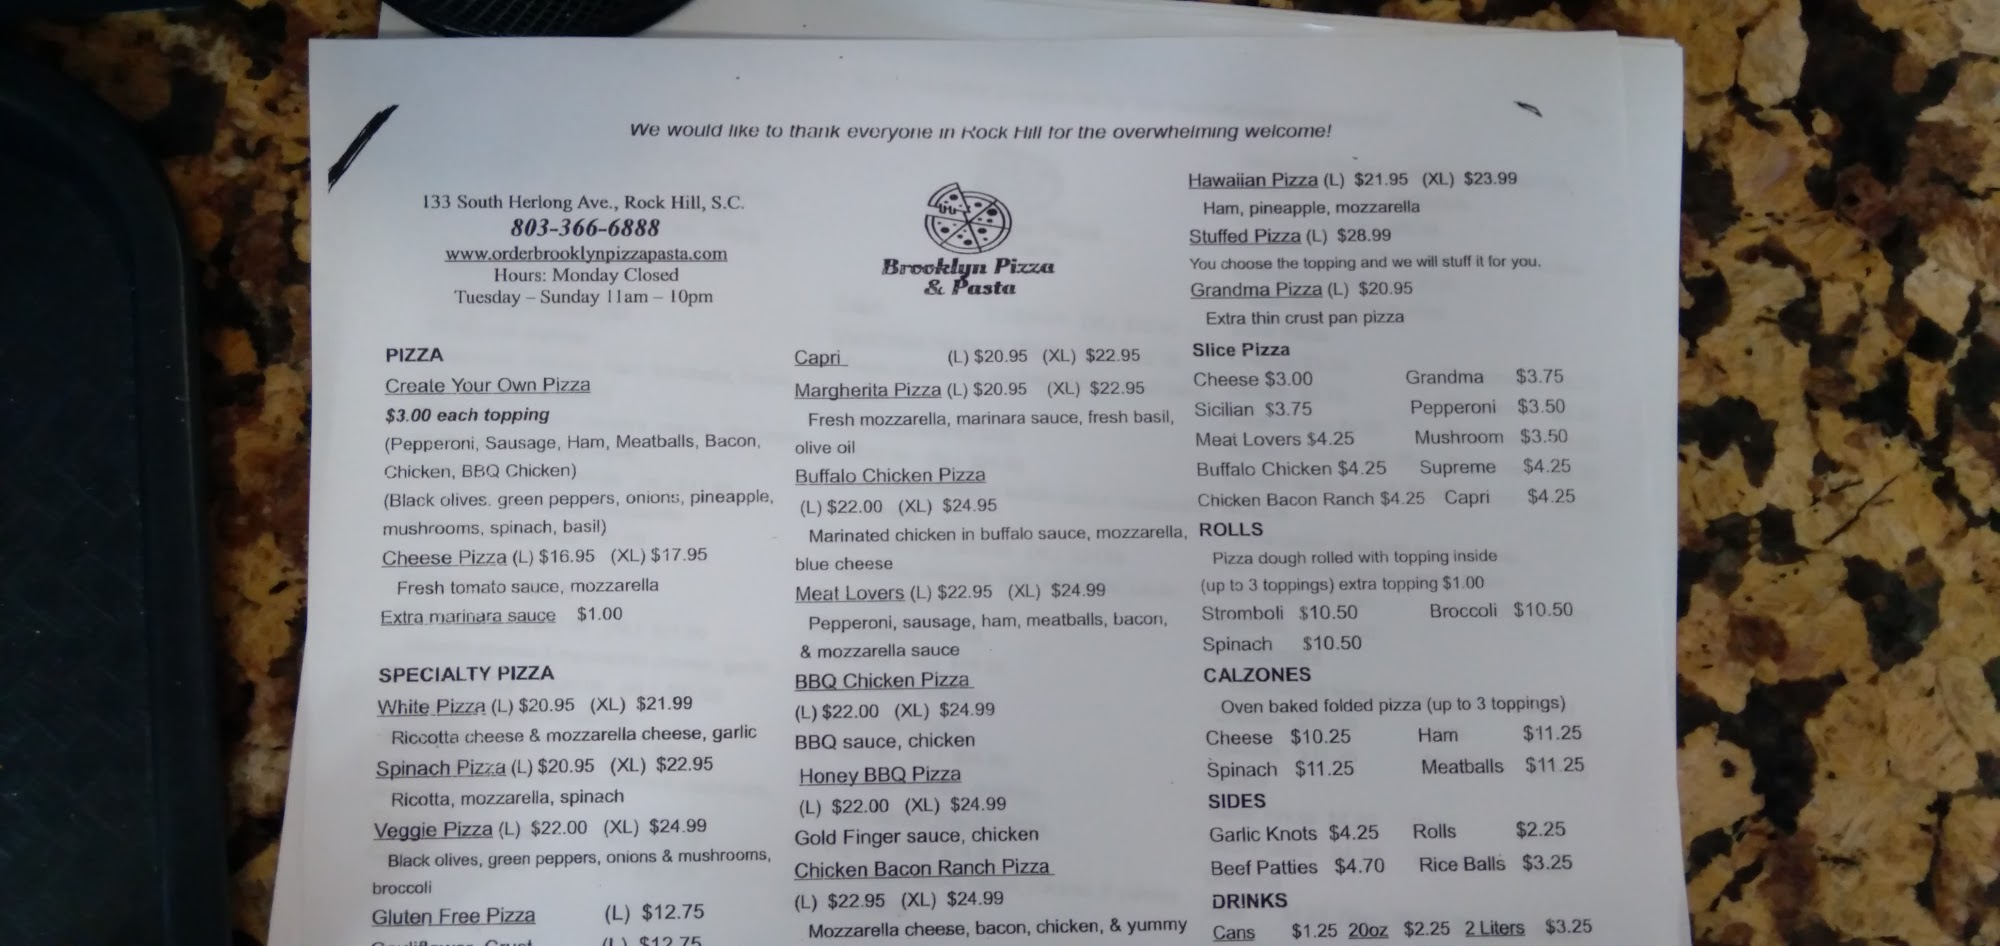 We would like to thank everyone in Rock Hill for the overwhelming welcome!
133 South Herlong Ave., Rock Hill, S.C.
803-366-6888
www.orderbrooklynpizzapasta.com
Hours: Monday Closed
Tuesday – Sunday 11am – 10pm
Brooklyn Pizza
& Pasta
PIZZA
Create Your Own Pizza
$3.00 each topping
(Pepperoni, Sausage, Ham, Meatballs, Bacon,
Chicken, BBQ Chicken)
(Black olives. green peppers, onions, pineapple,
mushrooms, spinach, basil)
Cheese Pizza (L) $16.95 (XL) $17.95
Fresh tomato sauce, mozzarella
Extra marinara sauce $1.00
SPECIALTY PIZZA
White Pizza (L) $20.95 (XL) $21.99
Riccotta cheese & mozzarella cheese, garlic
Spinach Pizza (L) $20.95 (XL) $22.95
Ricotta, mozzarella, spinach
Veggie Pizza (L) $22.00 (XL) $24.99
Black olives, green peppers, onions & mushrooms,
broccoli
Gluten Free Pizza (L) $12.75
Cauliflower Crust (L) $12.75
Capri (L) $20.95 (XL) $22.95
Margherita Pizza (L) $20.95 (XL) $22.95
Fresh mozzarella, marinara sauce, fresh basil,
olive oil
Buffalo Chicken Pizza
(L) $22.00 (XL) $24.95
Marinated chicken in buffalo sauce, mozzarella,
blue cheese
Meat Lovers (L) $22.95 (XL) $24.99
Pepperoni, sausage, ham, meatballs, bacon,
& mozzarella sauce
BBQ Chicken Pizza
(L) $22.00 (XL) $24.99
BBQ sauce, chicken
Honey BBQ Pizza
(L) $22.00 (XL) $24.99
Gold Finger sauce, chicken
Chicken Bacon Ranch Pizza
(L) $22.95 (XL) $24.99
Mozzarella cheese, bacon, chicken, & yummy
Hawaiian Pizza (L) $21.95 (XL) $23.99
Ham, pineapple, mozzarella
Stuffed Pizza (L) $28.99
You choose the topping and we will stuff it for you.
Grandma Pizza (L) $20.95
Extra thin crust pan pizza
Slice Pizza
Cheese $3.00 Grandma $3.75
Sicilian $3.75 Pepperoni $3.50
Meat Lovers $4.25 Mushroom $3.50
Buffalo Chicken $4.25 Supreme $4.25
Chicken Bacon Ranch $4.25 Capri $4.25
ROLLS
Pizza dough rolled with topping inside
(up to 3 toppings) extra topping $1.00
Stromboli $10.50 Broccoli $10.50
Spinach $10.50
CALZONES
Oven baked folded pizza (up to 3 toppings)
Cheese $10.25 Ham $11.25
Spinach $11.25 Meatballs $11.25
SIDES
Garlic Knots $4.25 Rolls $2.25
Beef Patties $4.70 Rice Balls $3.25
DRINKS
Cans $1.25 20oz $2.25 2 Liters $3.25